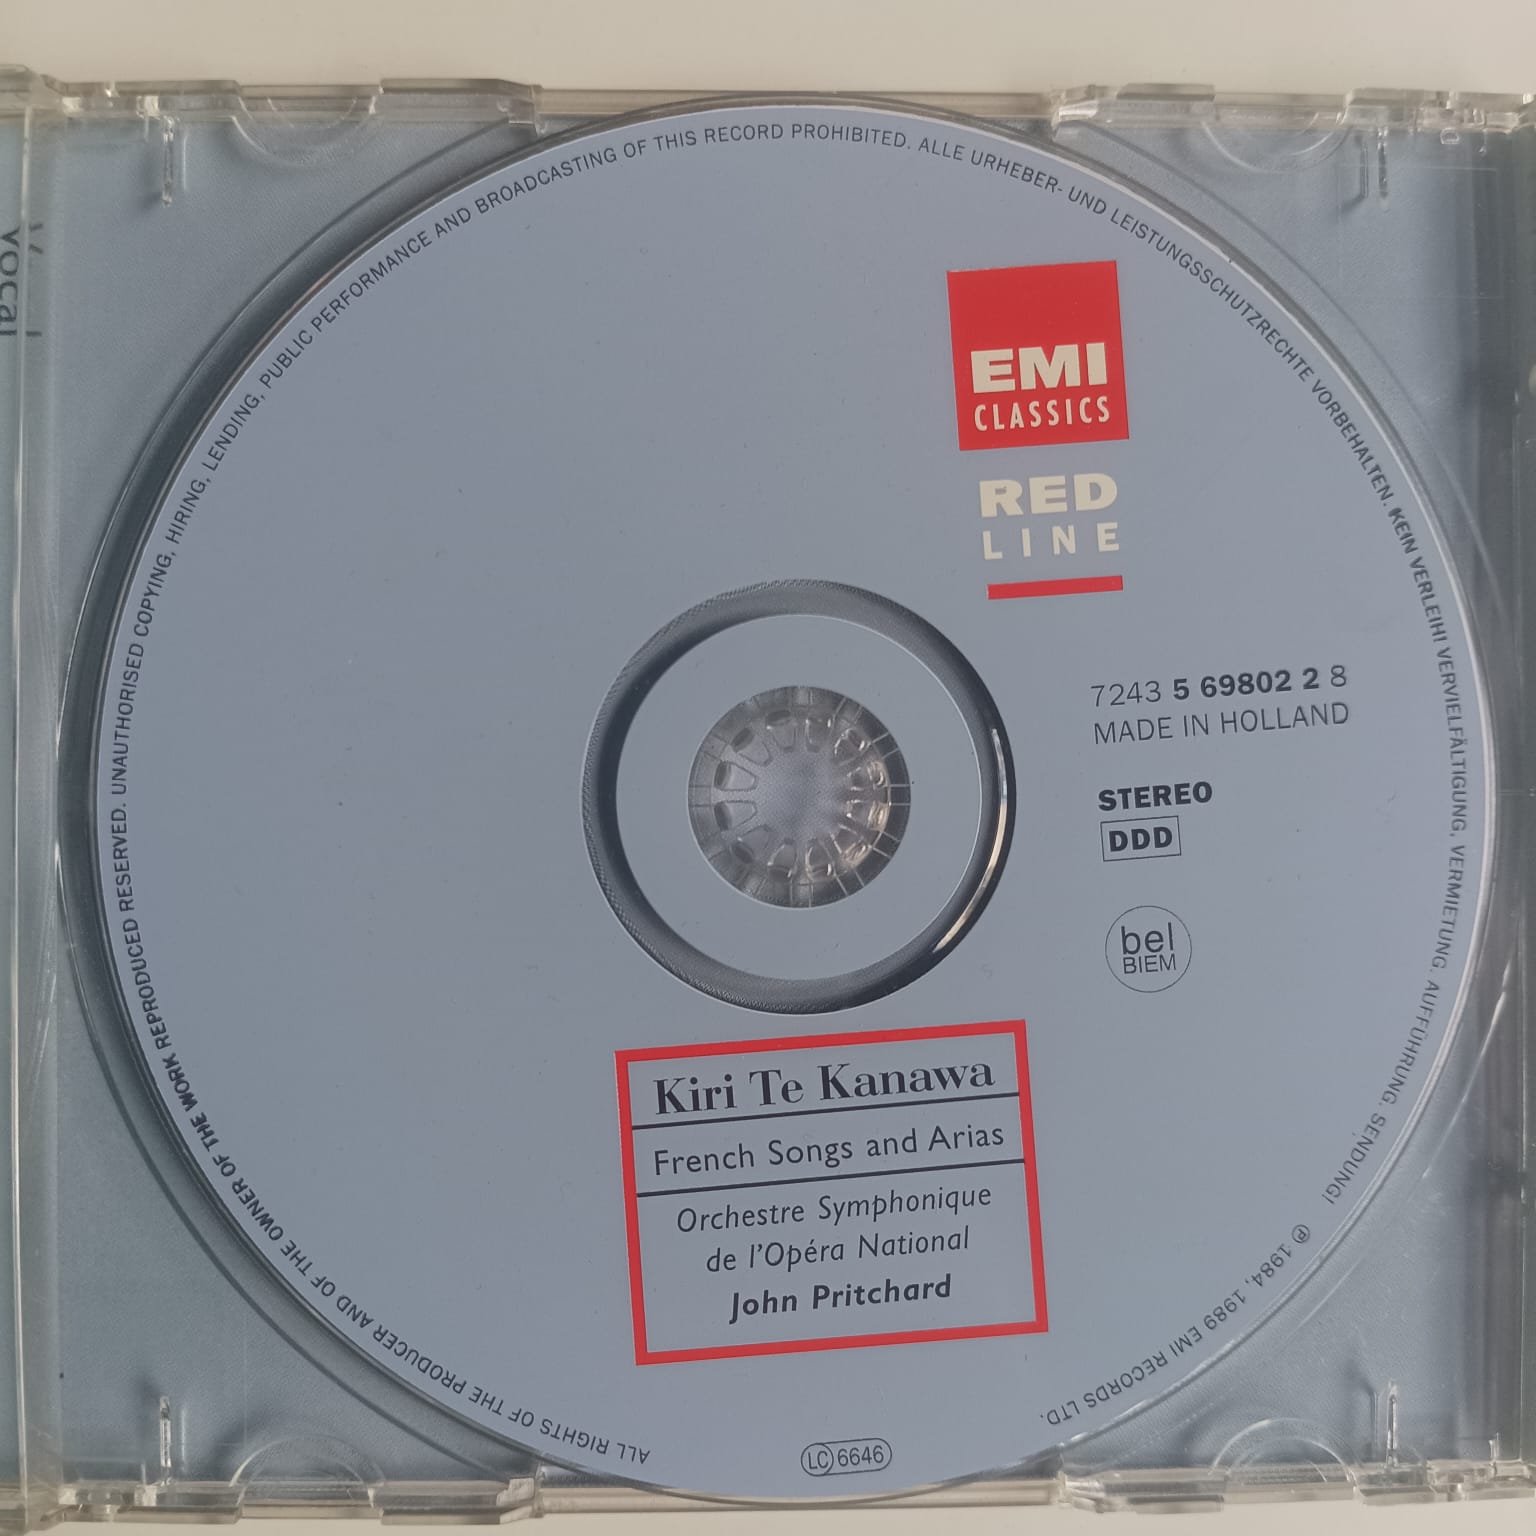 ALL RIGHTS OF THE PRODUCER AND OF THE OWNER OF THE WORK REPRODUCED RESERVED. UNAUTHORISED COPYING, HIRING, LENDING, PUBLIC PERFORMANCE AND BROADCASTING OF THIS RECORD PROHIBITED. ALLE URHEBER- UND LEISTUNGSSCHUTZRECHTE VORBEHALTEN. KEIN VERLEIH! VERVIELFÄLTIGUNG, VERMIETUNG, AUFFÜHRUNG, SENDUNG!
℗ 1984, 1989 EMI RECORDS LTD.
EMI
CLASSICS
RED
LINE
7243 5 69802 2 8
MADE IN HOLLAND
STEREO
DDD
bel
BIEM
Kiri Te Kanawa
French Songs and Arias
Orchestre Symphonique
de l'Opéra National
John Pritchard
LC 6646
vocal